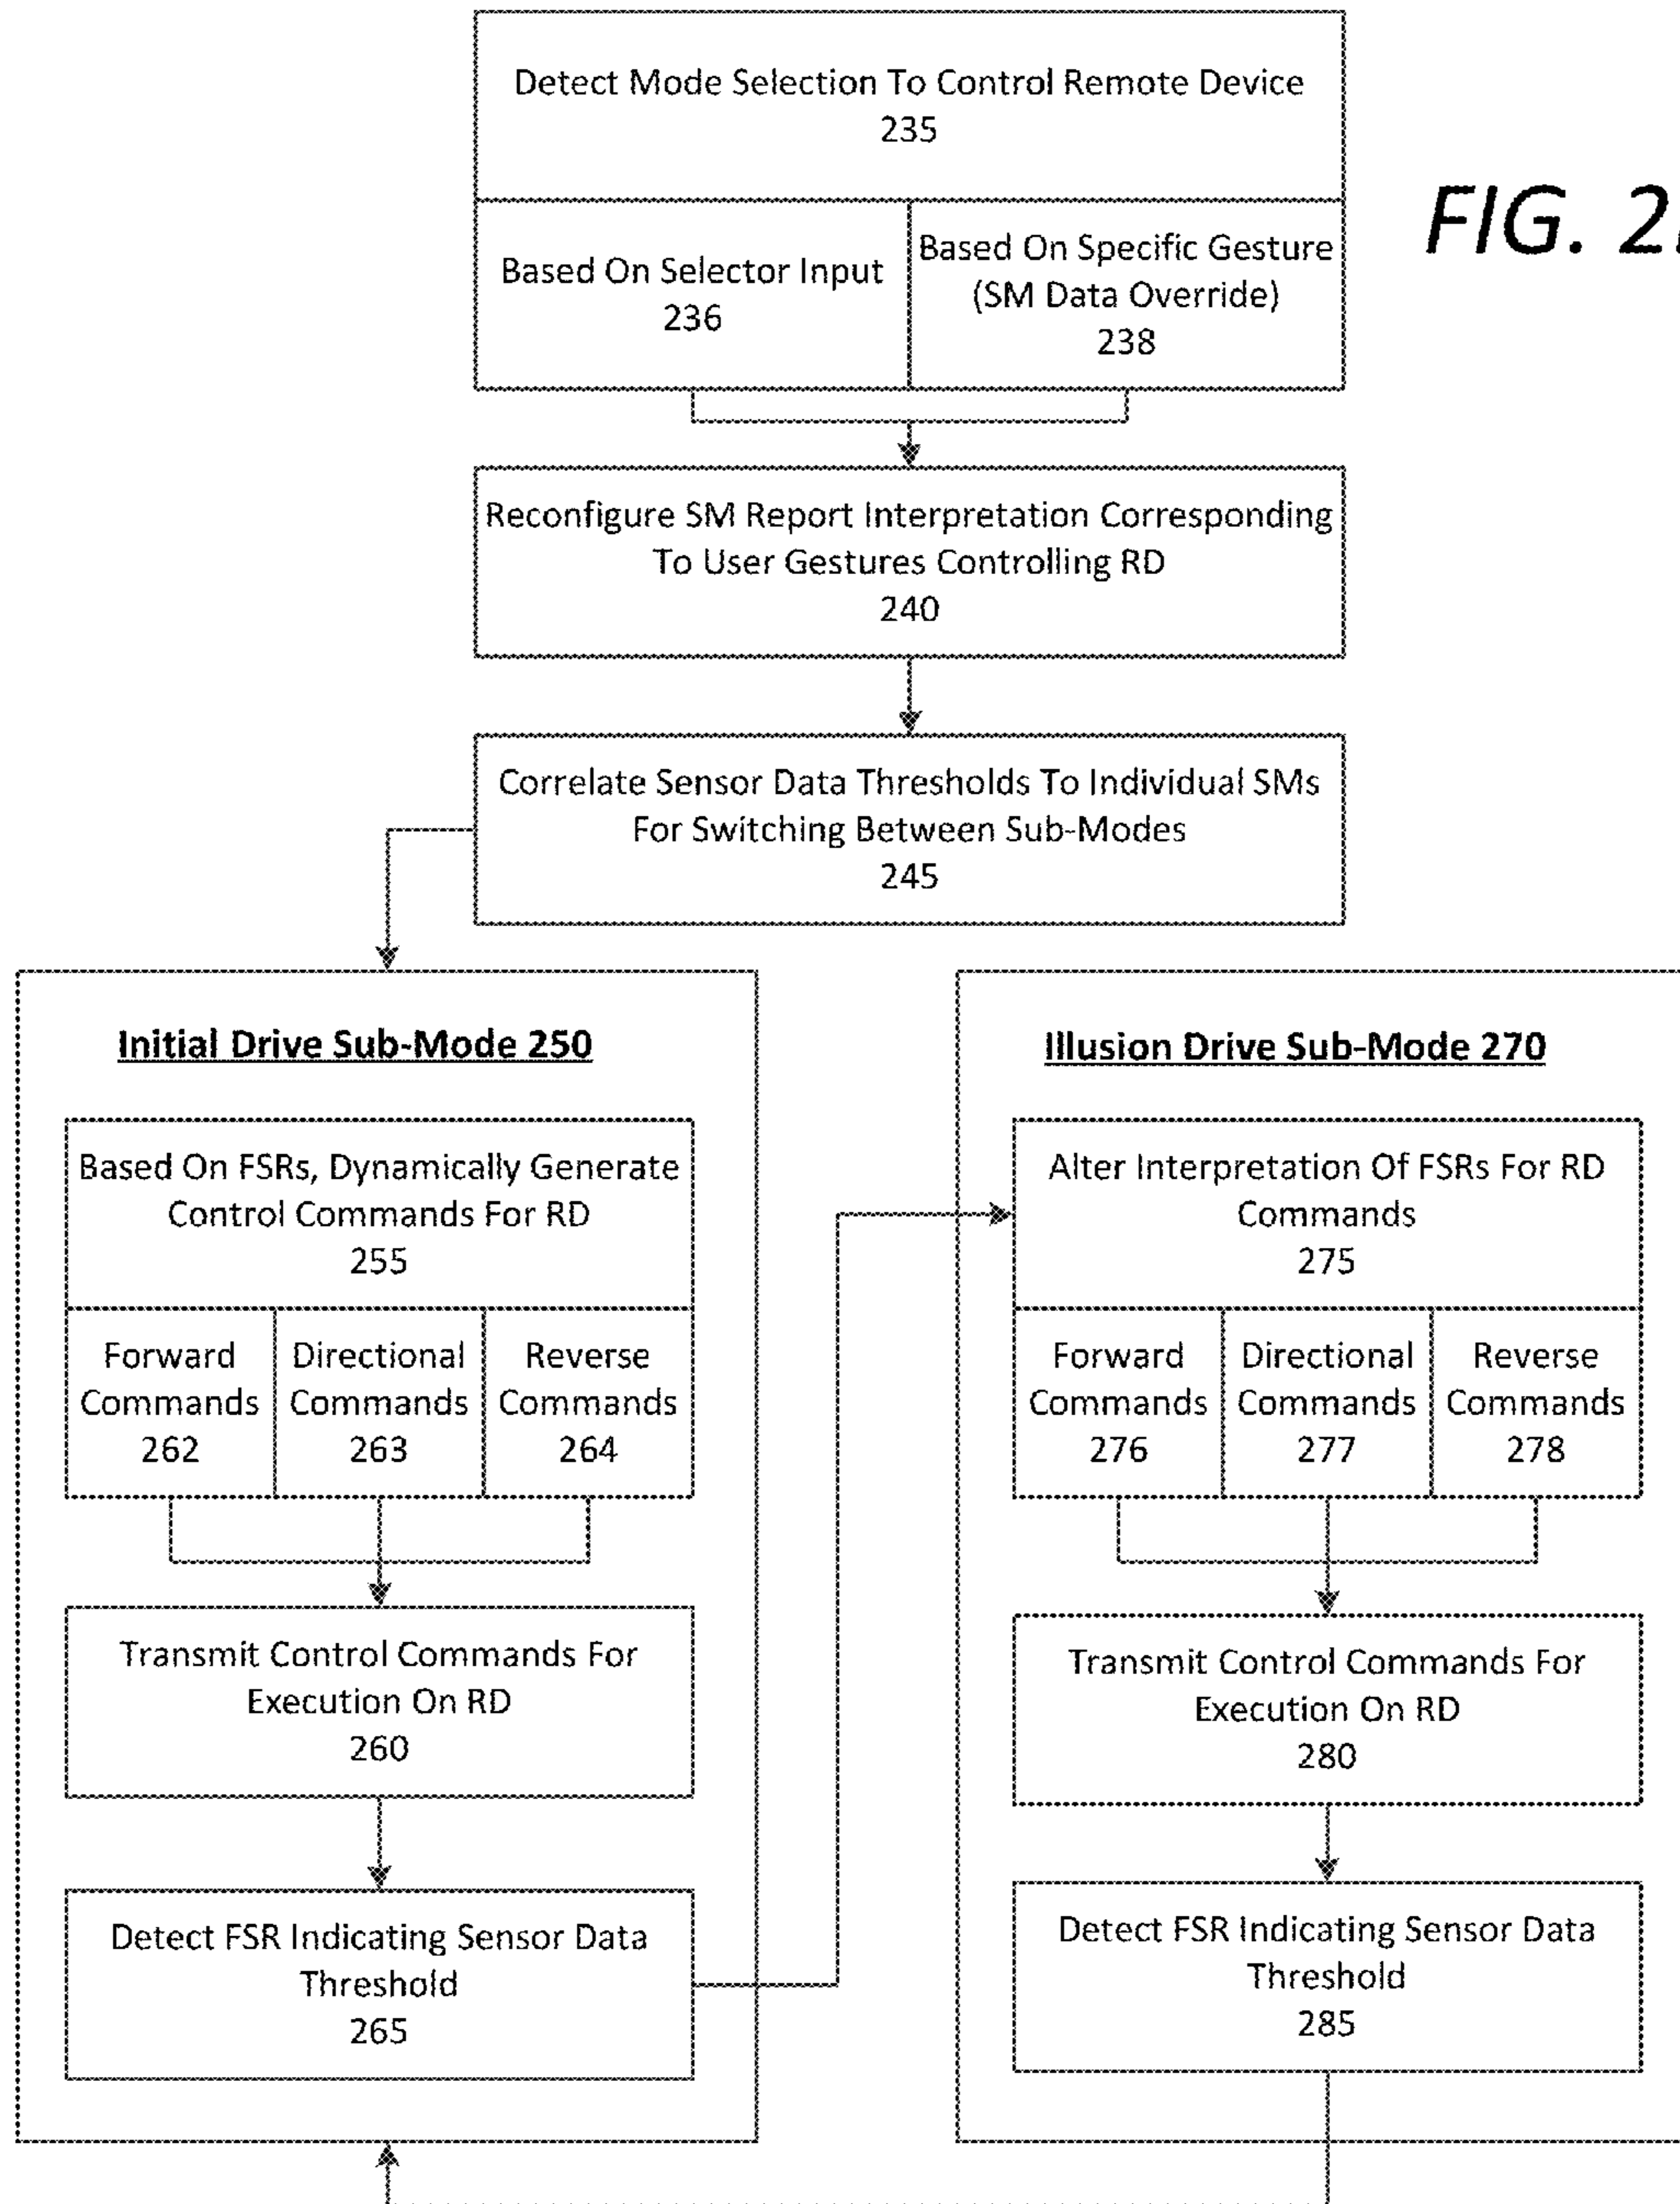 Detect Mode Selection To Control Remote Device
235
FIG. 2
Based On Selector Input
236
Based On Specific Gesture
(SM Data Override)
238
Reconfigure SM Report Interpretation Corresponding
To User Gestures Controlling RD
240
Correlate Sensor Data Thresholds To Individual SMs
For Switching Between Sub-Modes
245
Initial Drive Sub-Mode 250
Based On FSRs, Dynamically Generate
Control Commands For RD
255
Forward
Commands
262
Directional
Commands
263
Reverse
Commands
264
Transmit Control Commands For
Execution On RD
260
Detect FSR Indicating Sensor Data
Threshold
265
Illusion Drive Sub-Mode 270
Alter Interpretation Of FSRs For RD
Commands
275
Forward
Commands
276
Directional
Commands
277
Reverse
Commands
278
Transmit Control Commands For
Execution On RD
280
Detect FSR Indicating Sensor Data
Threshold
285